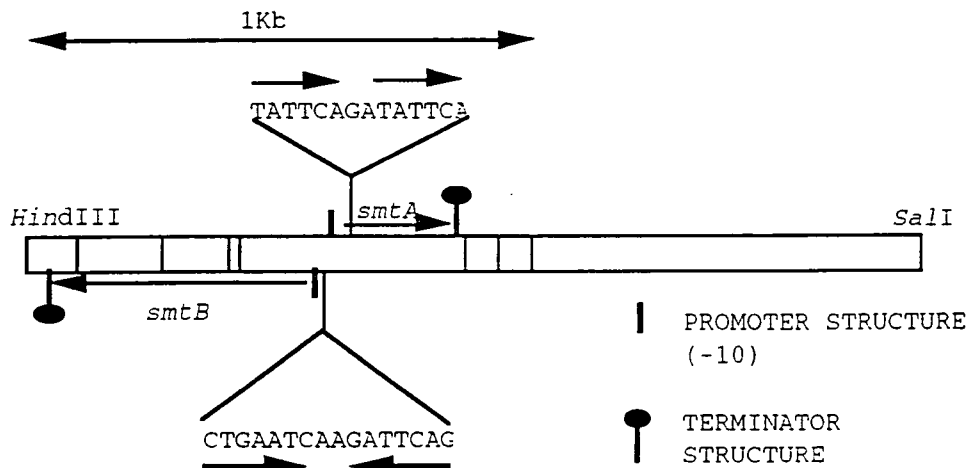 1Kb
TATTCAGATATTCA
smtA
HindIII
SalI
smtB
PROMOTER STRUCTURE
(-10)
CTGAATCAAGATTCAG
TERMINATOR
STRUCTURE